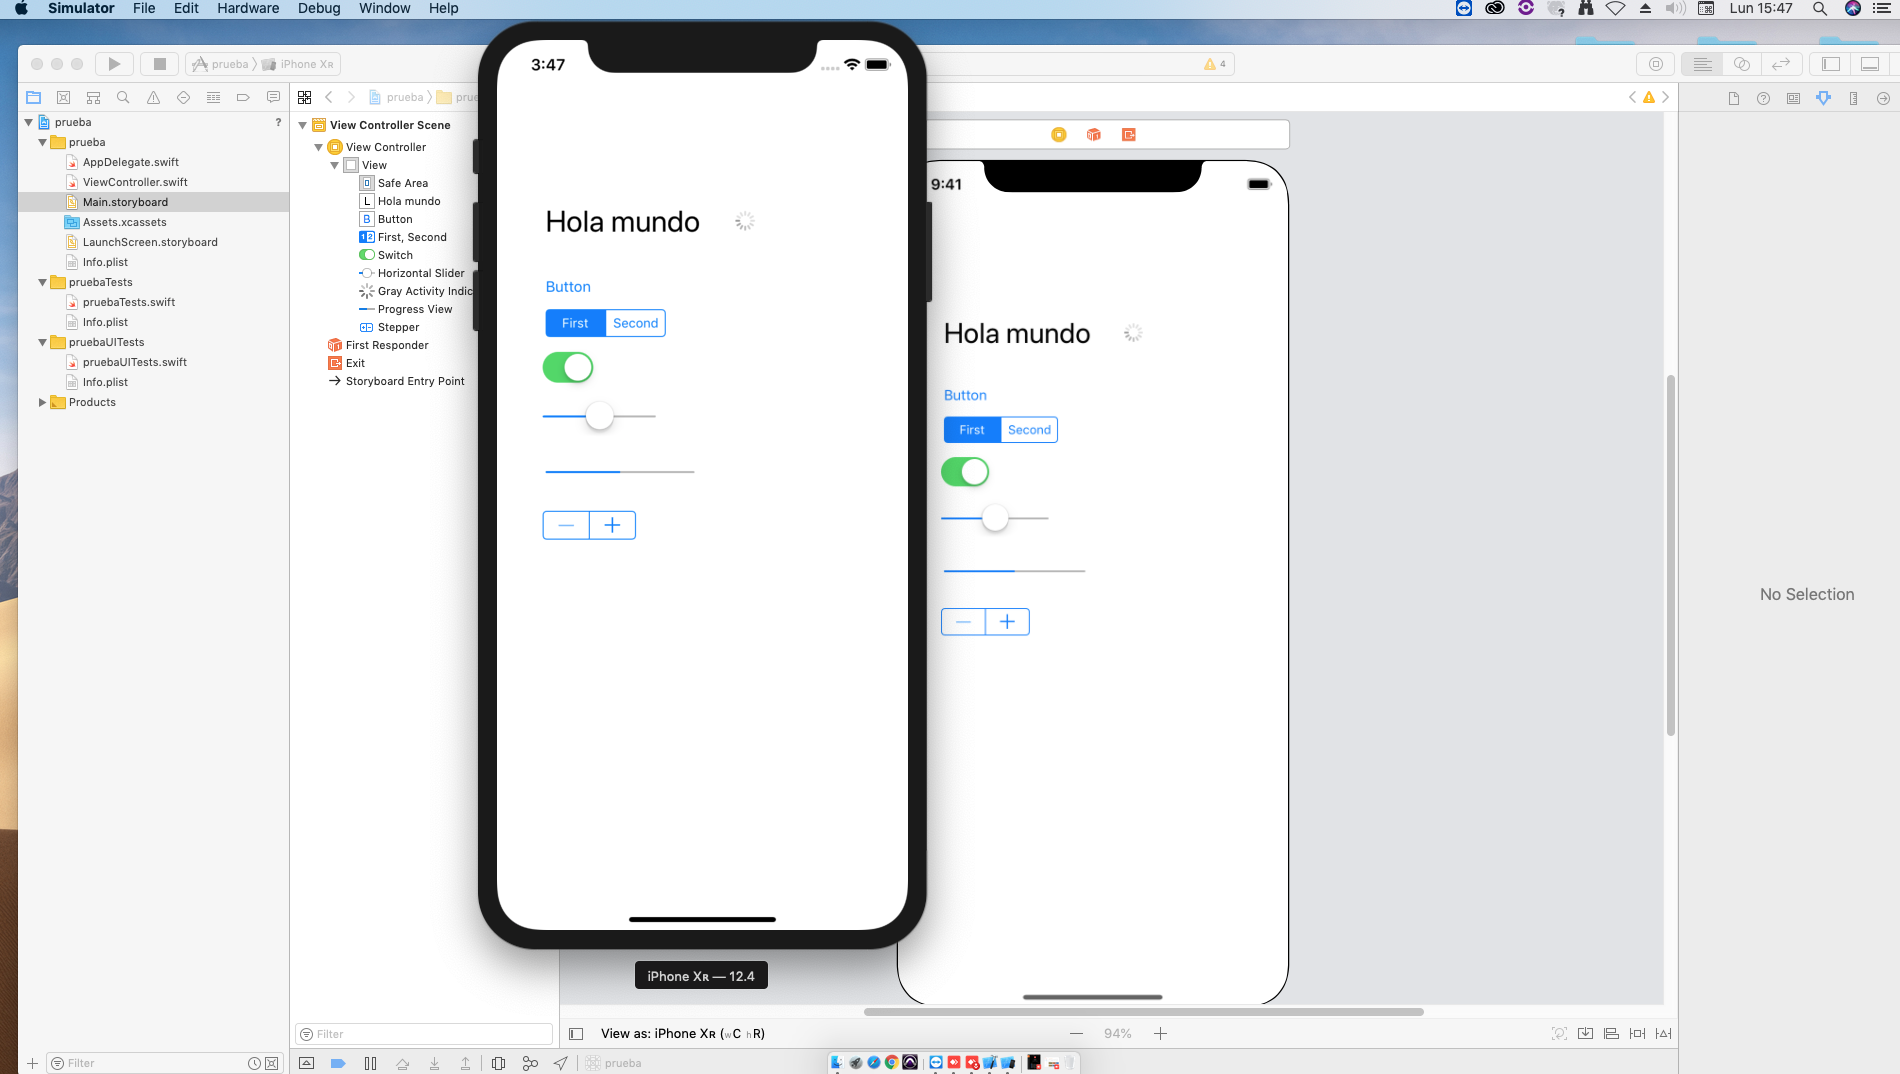 Simulator File Edit Hardware Debug Window Help Lun 15:47
prueba iPhone XR 4
prueba
prueba ?
prueba
AppDelegate.swift
ViewController.swift
Main.storyboard
Assets.xcassets
LaunchScreen.storyboard
Info.plist
pruebaTests
pruebaTests.swift
Info.plist
pruebaUITests
pruebaUITests.swift
Info.plist
Products
View Controller Scene
View Controller
View
Safe Area
L Hola mundo
B Button
1 2 First, Second
Switch
Horizontal Slider
Gray Activity Indic
Progress View
Stepper
First Responder
Exit
Storyboard Entry Point
3:47
Hola mundo
Button
First Second
iPhone XR — 12.4
9:41
Hola mundo
Button
First Second
No Selection
Filter
View as: iPhone XR (wC hR) 94%
Filter
prueba